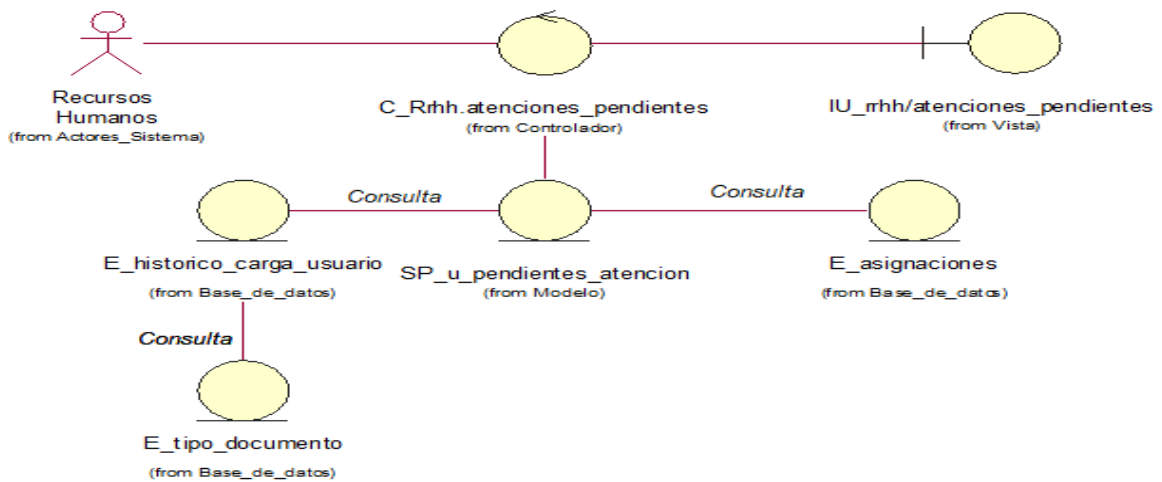 Recursos
Humanos
(from Actores_Sistema)
C_Rrhh.atenciones_pendientes
(from Controlador)
IU_rrhh/atenciones_pendientes
(from Vista)
Consulta
Consulta
E_historico_carga_usuario
(from Base_de_datos)
SP_u_pendientes_atencion
(from Modelo)
E_asignaciones
(from Base_de_datos)
Consulta
E_tipo_documento
(from Base_de_datos)